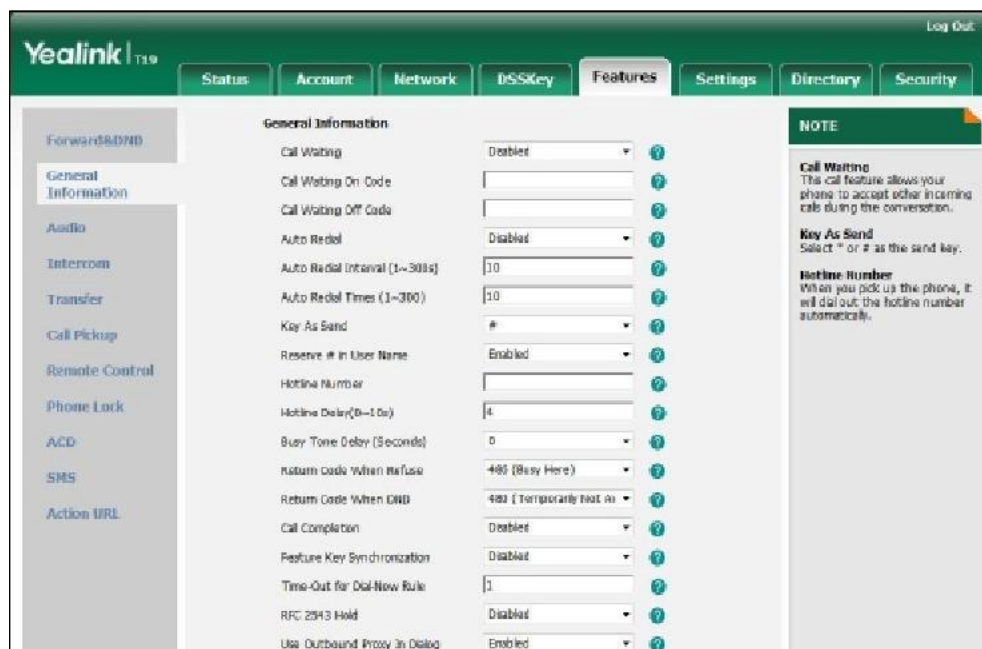 Log Out
Yealink | T19
Status Account Network DSSKey Features Settings Directory Security
Forward&DND
General Information
Audio
Intercom
Transfer
Call Pickup
Remote Control
Phone Lock
ACD
SMS
Action URL
General Information
Call Waiting Disabled
Call Waiting On Code
Call Waiting Off Code
Auto Redial Disabled
Auto Redial Interval (1~300s) 10
Auto Redial Times (1~300) 10
Key As Send #
Reserve # in User Name Enabled
Hotline Number
Hotline Delay(0~10s) 4
Busy Tone Delay (Seconds) 0
Return Code When Refuse 486 (Busy Here)
Return Code When DND 480 (Temporarily Not Av
Call Completion Disabled
Feature Key Synchronization Disabled
Time-Out for Dial-Now Rule 1
RFC 2543 Hold Disabled
Use Outbound Proxy In Dialog Enabled
NOTE
Call Waiting
This call feature allows your
phone to accept other incoming
calls during the conversation.
Key As Send
Select * or # as the send key.
Hotline Number
When you pick up the phone, it
will dial out the hotline number
automatically.